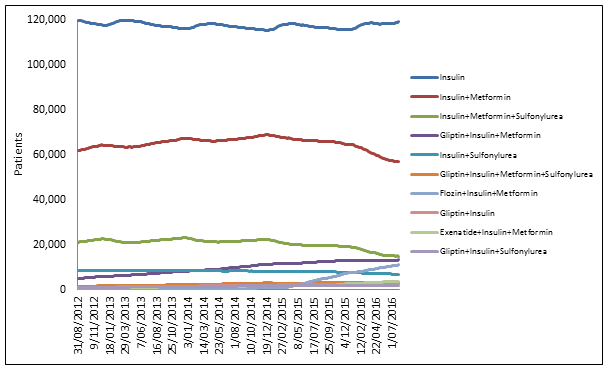 120,000
100,000
80,000
60,000
40,000
20,000
0
Patients
31/08/2012
9/11/2012
18/01/2013
29/03/2013
7/06/2013
16/08/2013
25/10/2013
3/01/2014
14/03/2014
23/05/2014
1/08/2014
10/10/2014
19/12/2014
27/02/2015
8/05/2015
17/07/2015
25/09/2015
4/12/2015
12/02/2016
22/04/2016
1/07/2016
Insulin
Insulin+Metformin
Insulin+Metformin+Sulfonylurea
Gliptin+Insulin+Metformin
Insulin+Sulfonylurea
Gliptin+Insulin+Metformin+Sulfonylurea
Flozin+Insulin+Metformin
Gliptin+Insulin
Exenatide+Insulin+Metformin
Gliptin+Insulin+Sulfonylurea